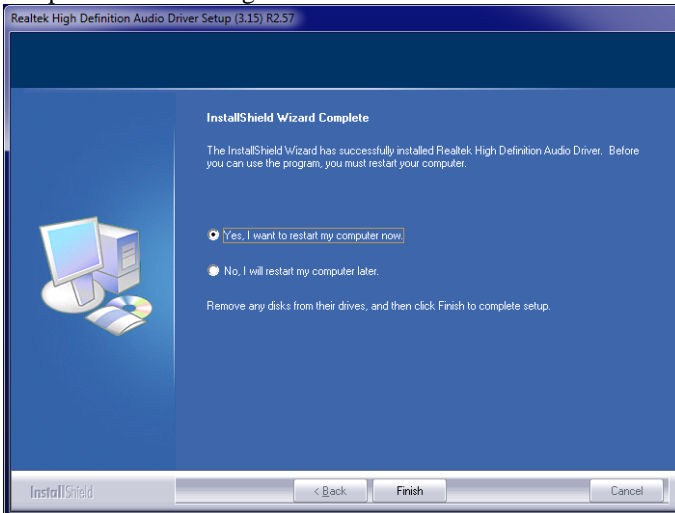 Realtek High Definition Audio Driver Setup (3.15) R2.57
InstallShield Wizard Complete
The InstallShield Wizard has successfully installed Realtek High Definition Audio Driver. Before
you can use the program, you must restart your computer.
Yes, I want to restart my computer now.
No, I will restart my computer later.
Remove any disks from their drives, and then click Finish to complete setup.
InstallShield
< Back
Finish
Cancel